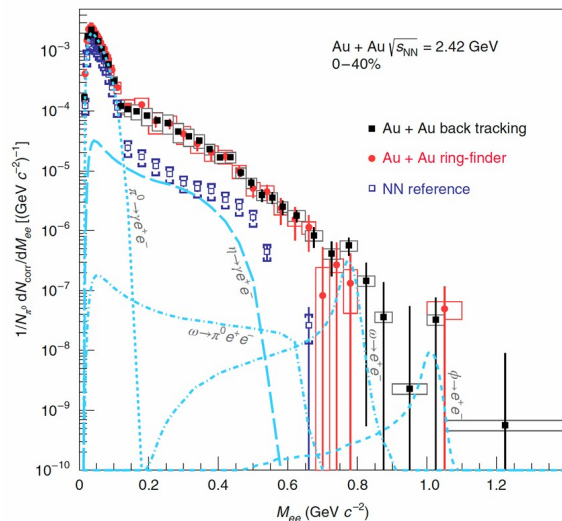 Au + Au √sNN = 2.42 GeV
0–40%
Au + Au back tracking
Au + Au ring-finder
NN reference
1/Nπ0 dNcorr/dMee [(GeV c−2)−1]
10−3
10−4
10−5
10−6
10−7
10−8
10−9
10−10
π0→γe+e−
η→γe+e−
ω→π0e+e−
ω→e+e−
ϕ→e+e−
0
0.2
0.4
0.6
0.8
1.0
1.2
Mee (GeV c−2)